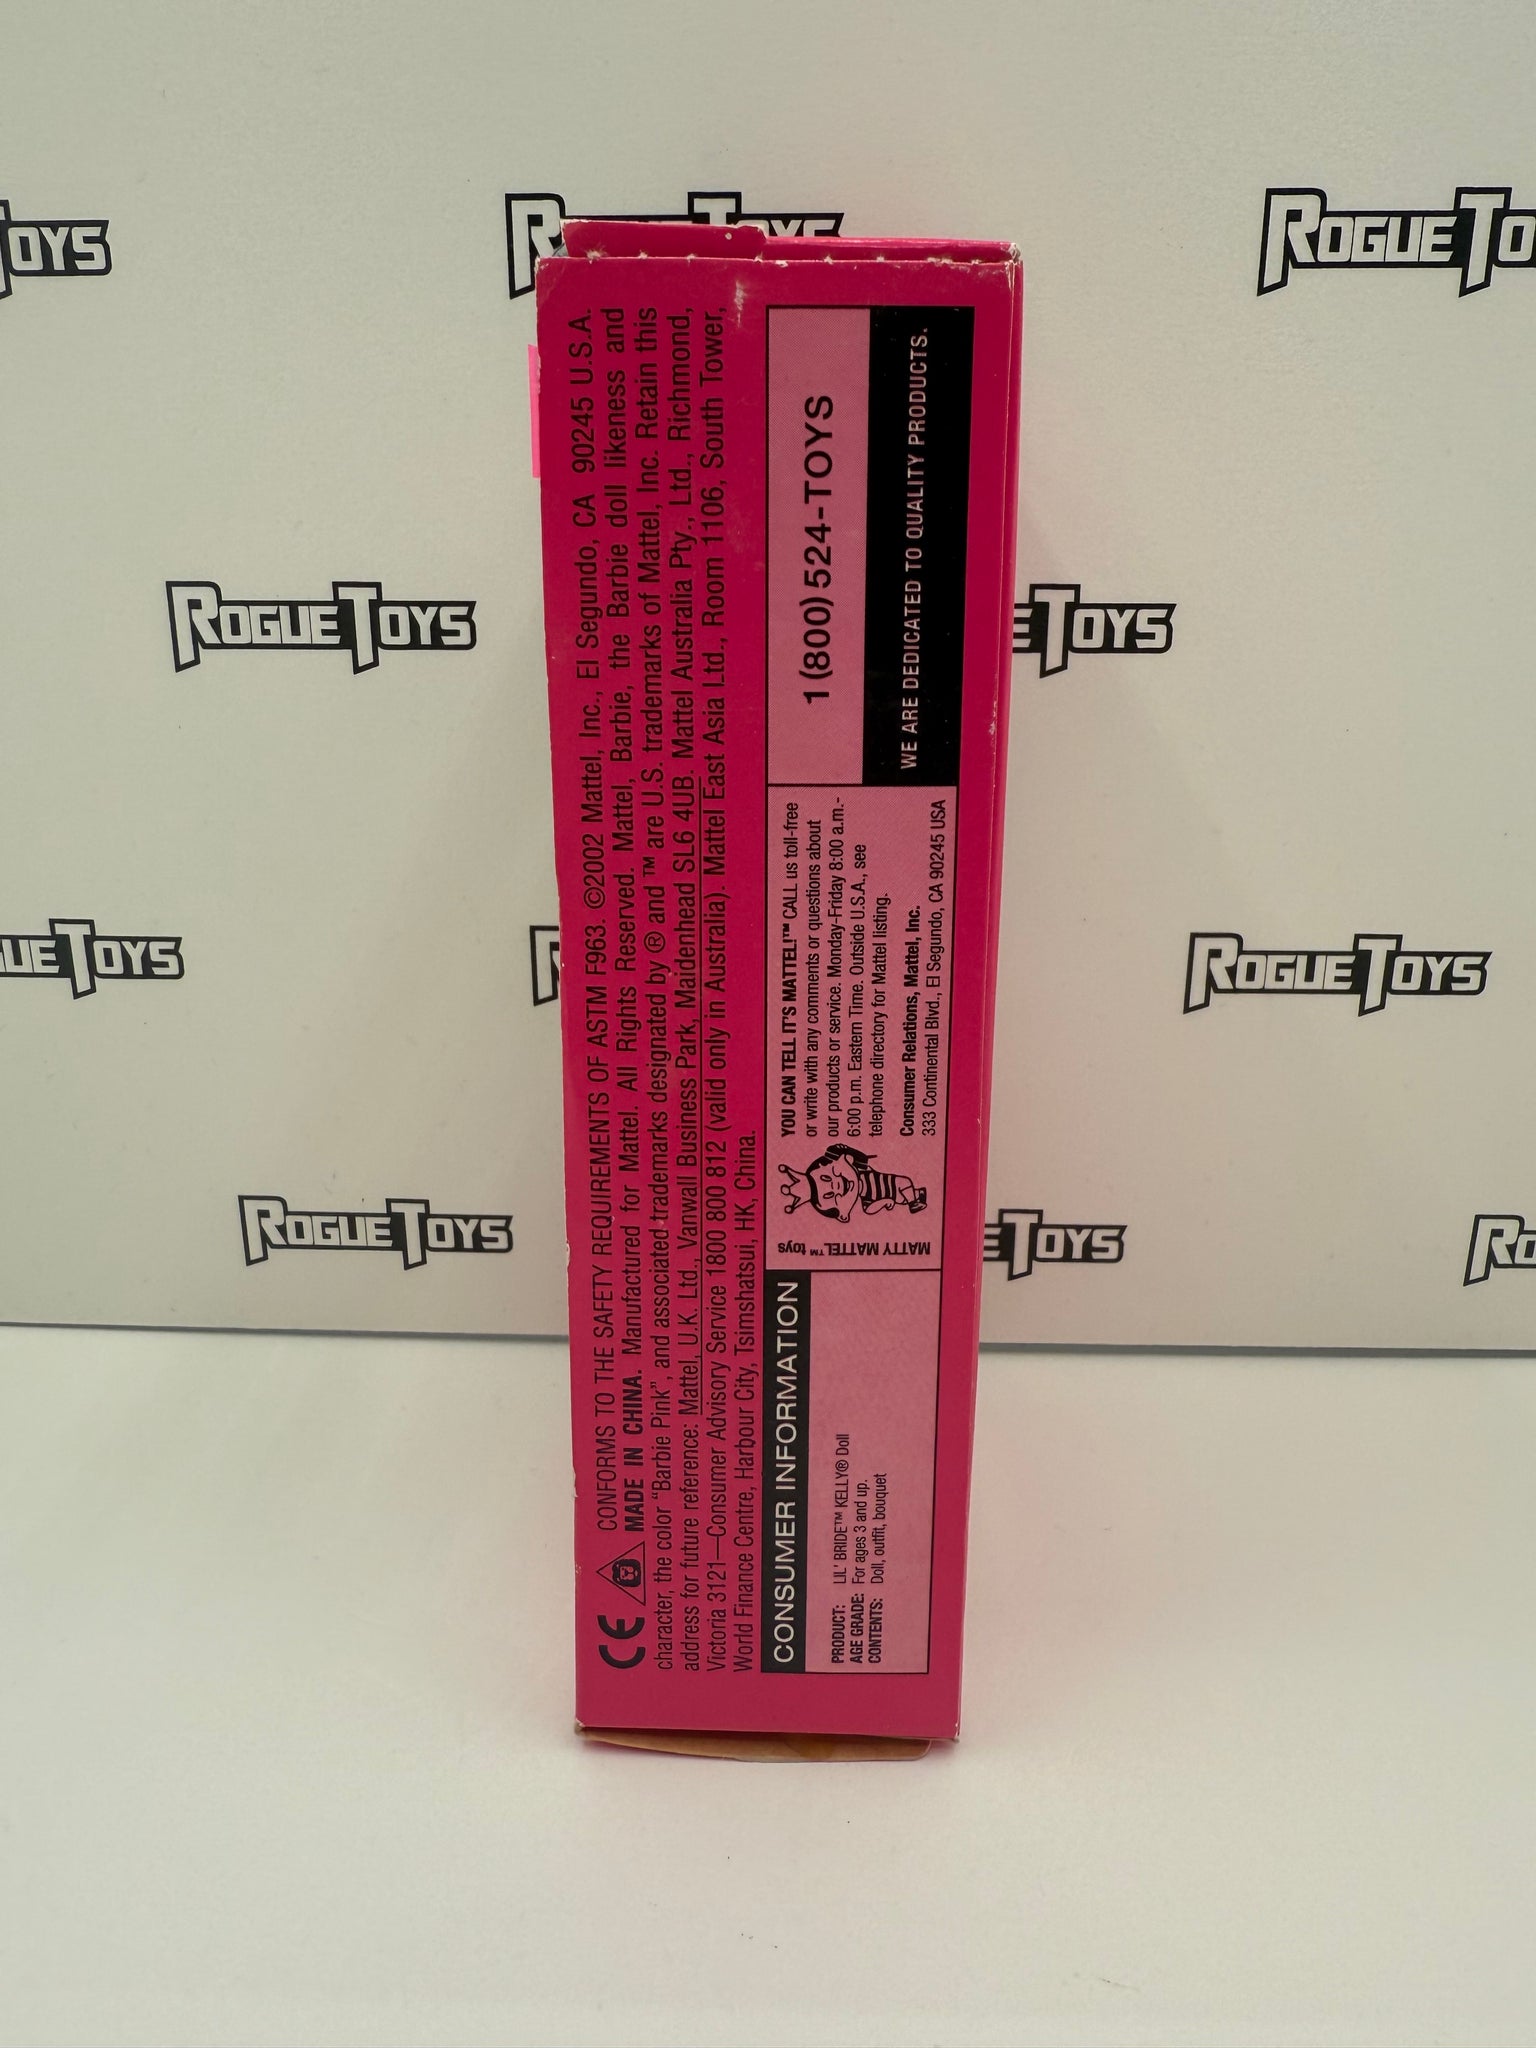 CONFORMS TO THE SAFETY REQUIREMENTS OF ASTM F963. ©2002 Mattel, Inc., El Segundo, CA 90245 U.S.A.
CE MADE IN CHINA. Manufactured for Mattel. All Rights Reserved. Mattel, Barbie, the Barbie doll likeness and
character, the color "Barbie Pink", and associated trademarks designated by ® and ™ are U.S. trademarks of Mattel, Inc. Retain this
address for future reference: Mattel, U.K. Ltd., Vanwall Business Park, Maidenhead SL6 4UB. Mattel Australia Pty., Ltd., Richmond,
Victoria 3121—Consumer Advisory Service 1800 800 812 (valid only in Australia). Mattel East Asia Ltd., Room 1106, South Tower,
World Finance Centre, Harbour City, Tsimshatsui, HK, China.
CONSUMER INFORMATION
PRODUCT: LIL' BRIDE™ KELLY® Doll
AGE GRADE: For ages 3 and up.
CONTENTS: Doll, outfit, bouquet
MATTY MATTEL™ toys
YOU CAN TELL IT'S MATTEL!™ CALL us toll-free
or write with any comments or questions about
our products or service. Monday-Friday 8:00 a.m.-
6:00 p.m. Eastern Time. Outside U.S.A., see
telephone directory for Mattel listing.
Consumer Relations, Mattel, Inc.
333 Continental Blvd., El Segundo, CA 90245 USA
1 (800) 524-TOYS
WE ARE DEDICATED TO QUALITY PRODUCTS.
ROGUE TOYS
ROGUE TOYS
ROGUE TOYS
ROGUE TOYS